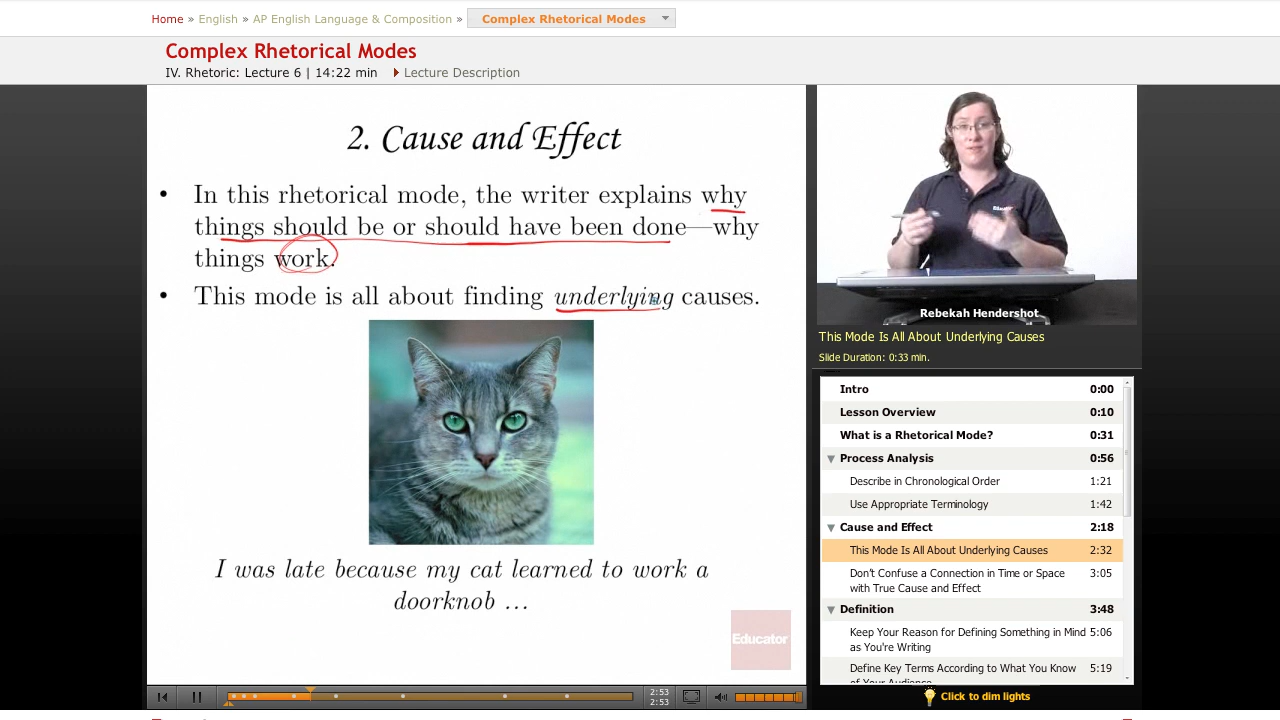 Home » English » AP English Language & Composition » Complex Rhetorical Modes
Complex Rhetorical Modes
IV. Rhetoric: Lecture 6 | 14:22 min Lecture Description
2. Cause and Effect
• In this rhetorical mode, the writer explains why
things should be or should have been done—why
things work.
• This mode is all about finding underlying causes.
I was late because my cat learned to work a
doorknob ...
Educator
2:53
2:53
Rebekah Hendershot
This Mode Is All About Underlying Causes
Slide Duration: 0:33 min.
Intro 0:00
Lesson Overview 0:10
What is a Rhetorical Mode? 0:31
Process Analysis 0:56
Describe in Chronological Order 1:21
Use Appropriate Terminology 1:42
Cause and Effect 2:18
This Mode Is All About Underlying Causes 2:32
Don't Confuse a Connection in Time or Space 3:05
with True Cause and Effect
Definition 3:48
Keep Your Reason for Defining Something in Mind 5:06
as You're Writing
Define Key Terms According to What You Know 5:19
of Your Audience
Click to dim lights